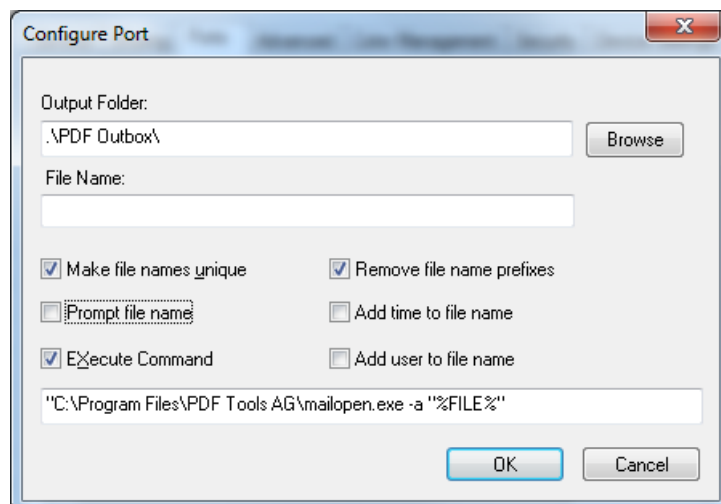 Configure Port
Output Folder:
.\PDF Outbox\
Browse
File Name:
Make file names unique
Remove file name prefixes
Prompt file name
Add time to file name
EXecute Command
Add user to file name
"C:\Program Files\PDF Tools AG\mailopen.exe -a "%FILE%"
OK
Cancel